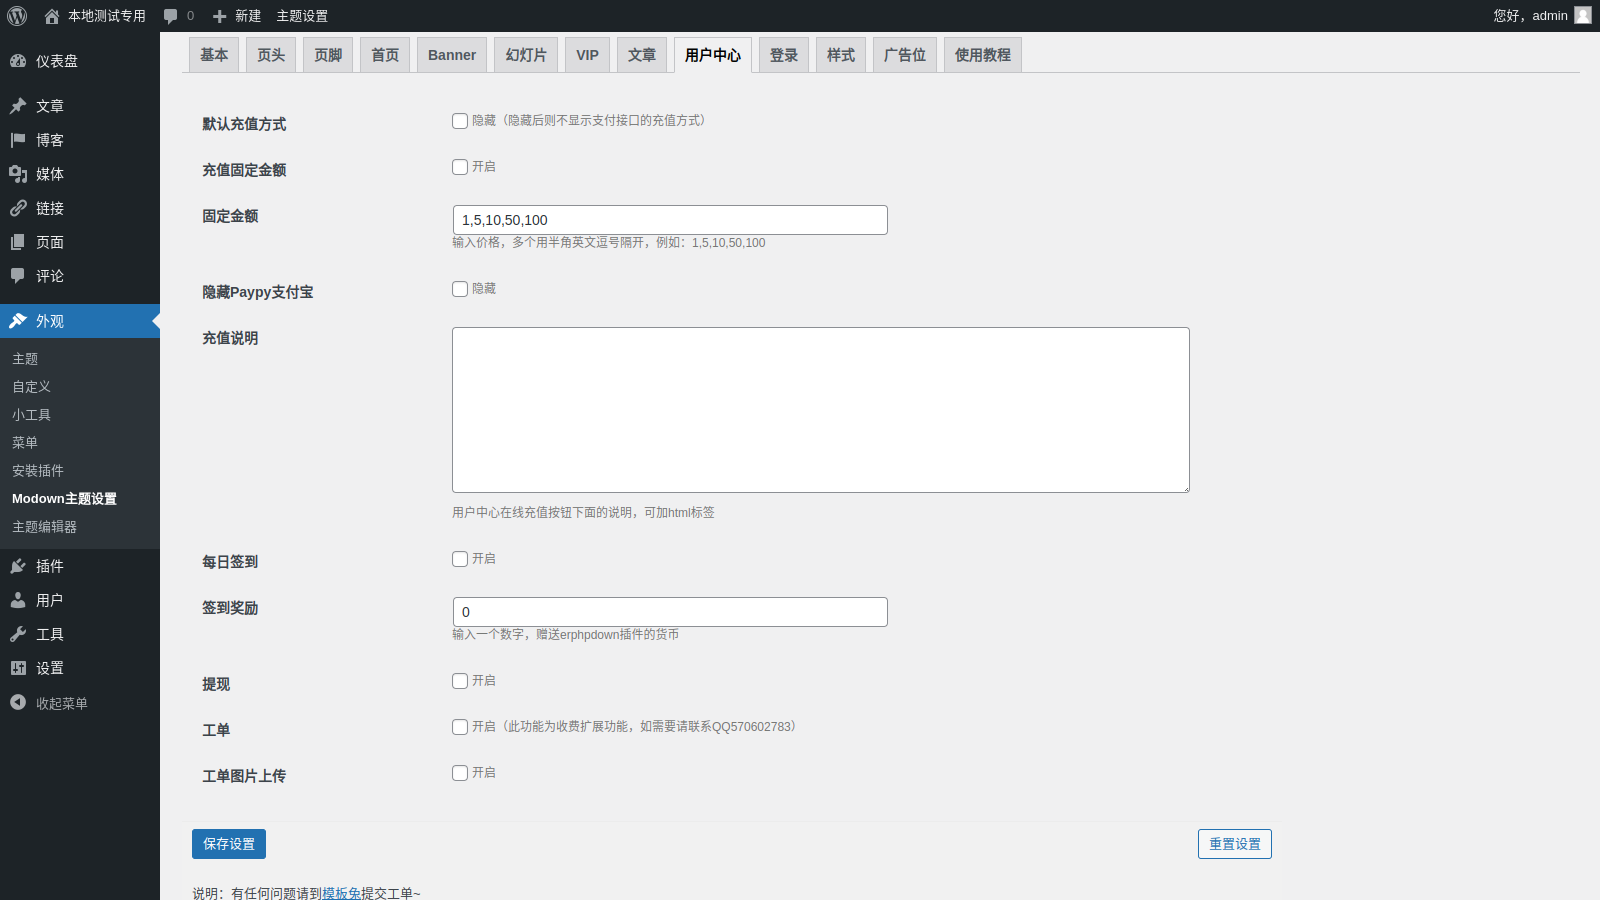 本地测试专用
0
新建
主题设置
您好，admin
仪表盘
文章
博客
媒体
链接
页面
评论
外观
主题
自定义
小工具
菜单
安装插件
Modown主题设置
主题编辑器
插件
用户
工具
设置
收起菜单
基本
页头
页脚
首页
Banner
幻灯片
VIP
文章
用户中心
登录
样式
广告位
使用教程
默认充值方式
隐藏（隐藏后则不显示支付接口的充值方式）
充值固定金额
开启
固定金额
1,5,10,50,100
输入价格，多个用半角英文逗号隔开，例如：1,5,10,50,100
隐藏Paypy支付宝
隐藏
充值说明
用户中心在线充值按钮下面的说明，可加html标签
每日签到
开启
签到奖励
0
输入一个数字，赠送erphpdown插件的货币
提现
开启
工单
开启（此功能为收费扩展功能，如需要请联系QQ570602783）
工单图片上传
开启
保存设置
重置设置
说明：有任何问题请到模板兔提交工单~